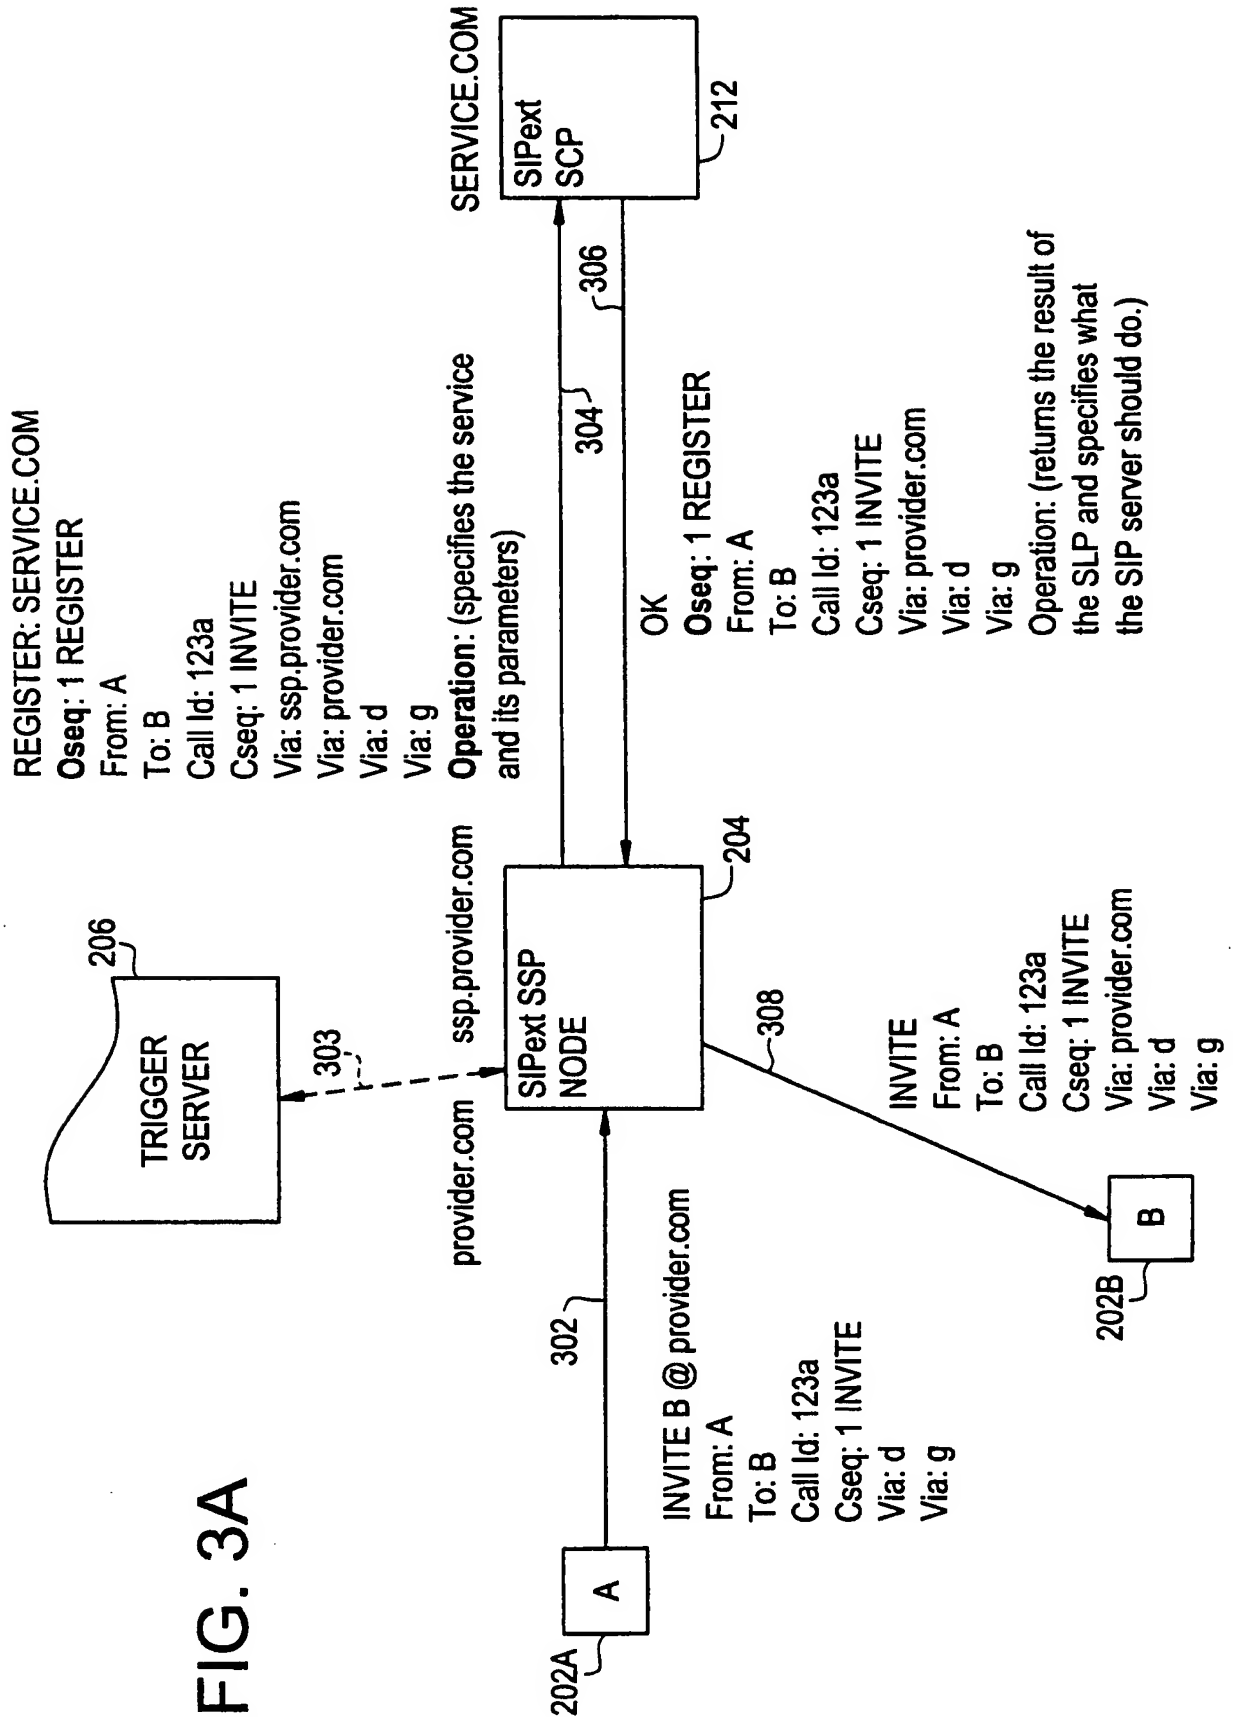 FIG. 3A
REGISTER: SERVICE.COM
Oseq: 1 REGISTER
From: A
To: B
Call Id: 123a
Cseq: 1 INVITE
Via: ssp.provider.com
Via: provider.com
Via: d
Via: g
Operation: (specifies the service
and its parameters)
206
TRIGGER
SERVER
303
provider.com
ssp.provider.com
SIPext SSP
NODE
204
SERVICE.COM
SIPext
SCP
212
304
306
OK
Oseq: 1 REGISTER
From: A
To: B
Call Id: 123a
Cseq: 1 INVITE
Via: provider.com
Via: d
Via: g
Operation: (returns the result of
the SLP and specifies what
the SIP server should do.)
302
A
202A
INVITE B @ provider.com
From: A
To: B
Call Id: 123a
Cseq: 1 INVITE
Via: d
Via: g
308
B
202B
INVITE
From: A
To: B
Call Id: 123a
Cseq: 1 INVITE
Via: provider.com
Via: d
Via: g